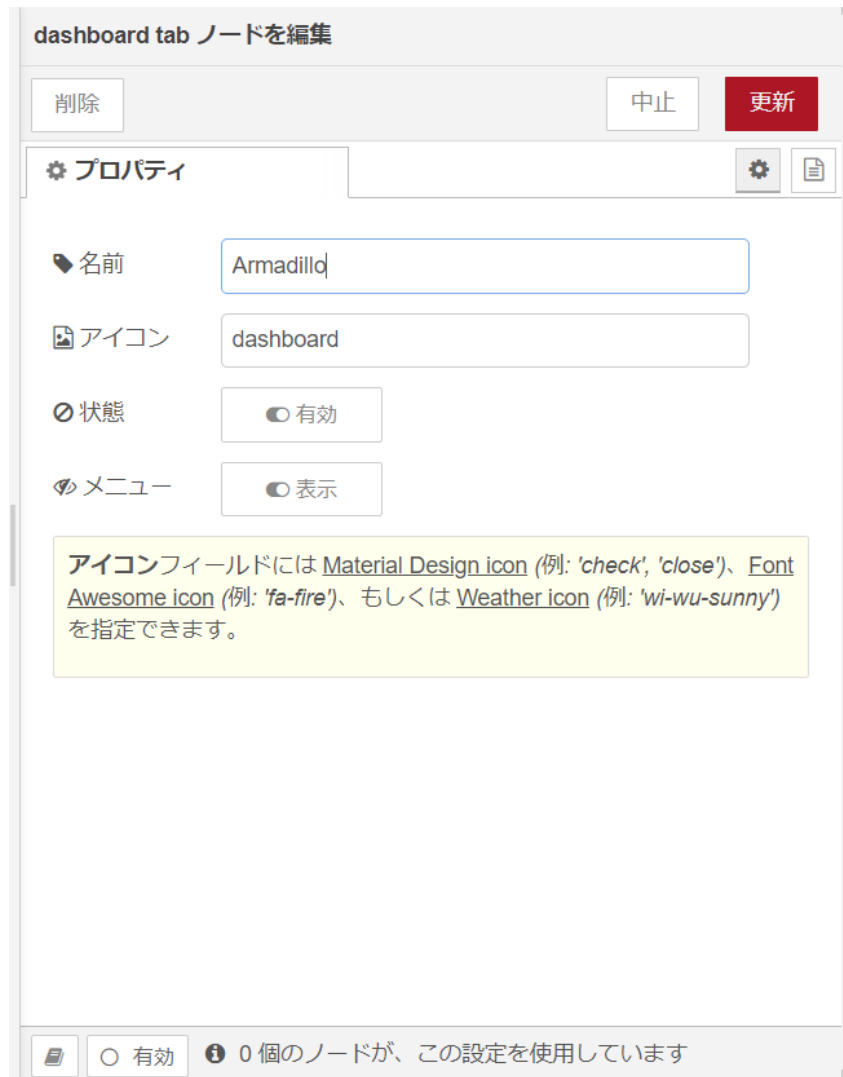 dashboard tab ノードを編集
削除 中止 更新
プロパティ
名前 Armadillo
アイコン dashboard
状態 有効
メニュー 表示
アイコンフィールドには Material Design icon (例: 'check', 'close')、Font
Awesome icon (例: 'fa-fire')、もしくは Weather icon (例: 'wi-wu-sunny')
を指定できます。
有効 0 個のノードが、この設定を使用しています